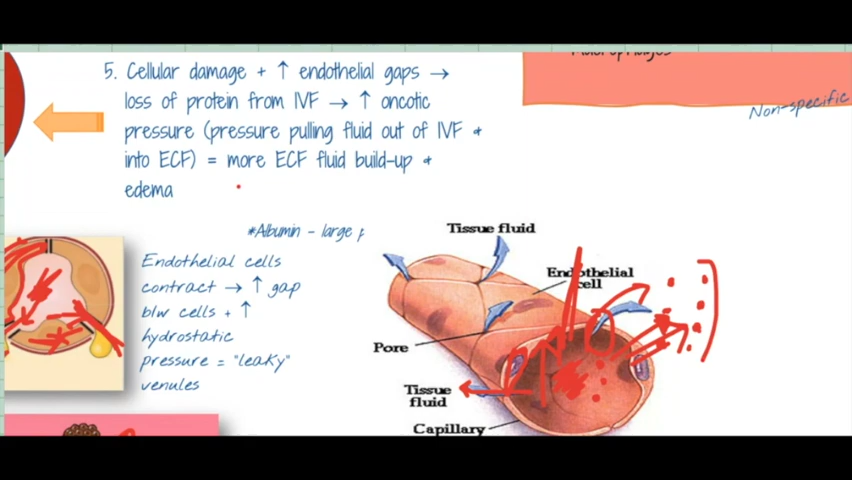 5. Cellular damage + ↑ endothelial gaps →
loss of protein from IVF → ↑ oncotic
pressure (pressure pulling fluid out of IVF &
into ECF) = more ECF fluid build-up &
edema
Non-specific
*Albumin - large
Endothelial cells
contract → ↑ gap
b/w cells + ↑
hydrostatic
pressure = "leaky"
venules
Tissue fluid
Endothelial
cell
Pore
Tissue
fluid
Capillary